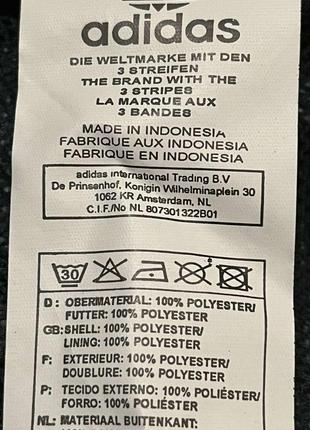 adidas
DIE WELTMARKE MIT DEN
3 STREIFEN
THE BRAND WITH THE
3 STRIPES
LA MARQUE AUX
3 BANDES
MADE IN INDONESIA
FABRIQUE AUX INDONESIA
FABRIQUE EN INDONESIA
adidas international Trading B.V
De Prinsenhof, Konigin Wilhelminaplein 30
1062 KR Amsterdam, NL
C.I.F./No NL 807301322B01
30
D: OBERMATERIAL: 100% POLYESTER/
FUTTER: 100% POLYESTER
GB: SHELL: 100% POLYESTER/
LINING: 100% POLYESTER
F: EXTERIEUR: 100% POLYESTER/
DOUBLURE: 100% POLYESTER
P: TECIDO EXTERNO: 100% POLIÉSTER/
FORRO: 100% POLIÉSTER
NL: MATERIAAL BUITENKANT: